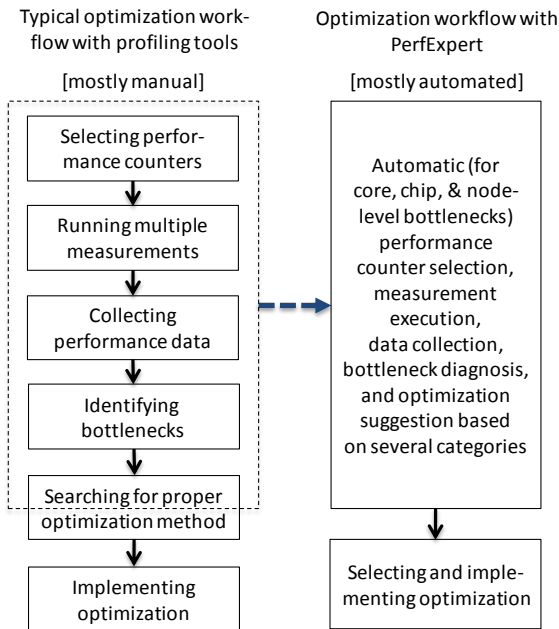 Typical optimization work-
flow with profiling tools
[mostly manual]
Selecting perfor-
mance counters
Running multiple
measurements
Collecting
performance data
Identifying
bottlenecks
Searching for proper
optimization method
Implementing
optimization
Optimization workflow with
PerfExpert
[mostly automated]
Automatic (for
core, chip, & node-
level bottlenecks)
performance
counter selection,
measurement
execution,
data collection,
bottleneck diagnosis,
and optimization
suggestion based
on several categories
Selecting and imple-
menting optimization